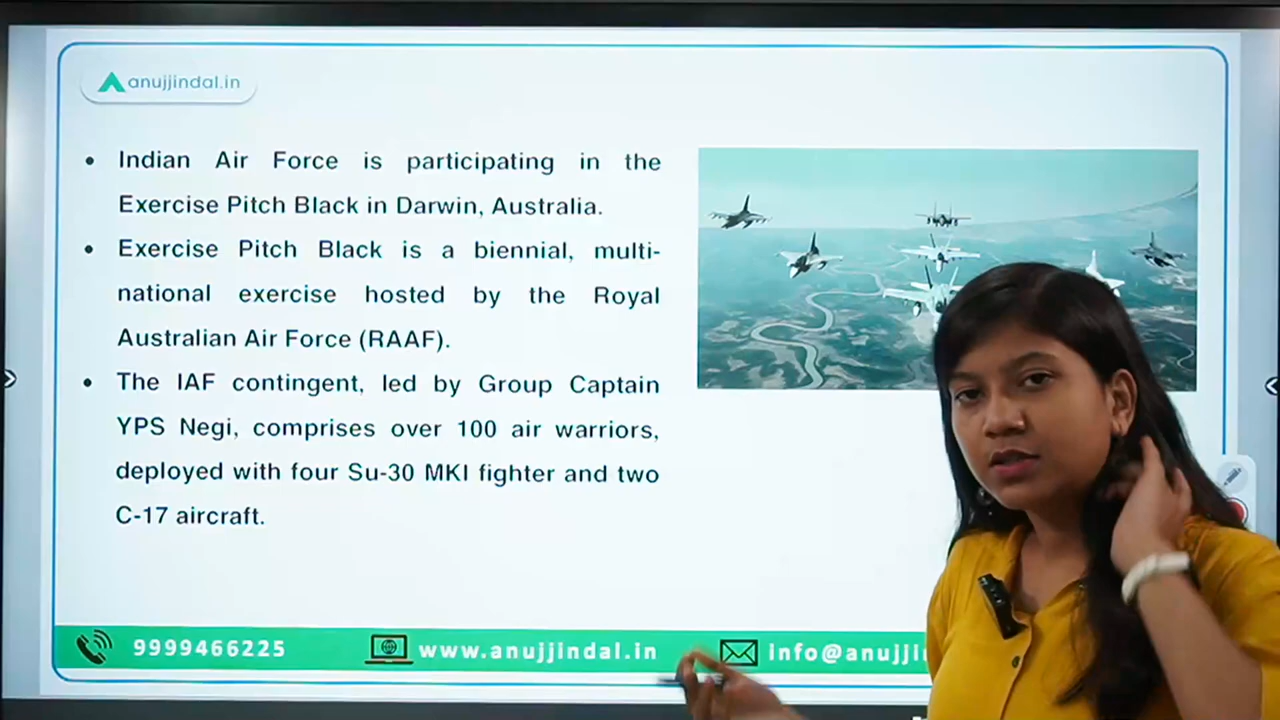 anujjindal.in
Indian Air Force is participating in the
Exercise Pitch Black in Darwin, Australia.
Exercise Pitch Black is a biennial, multi-
national exercise hosted by the Royal
Australian Air Force (RAAF).
The IAF contingent, led by Group Captain
YPS Negi, comprises over 100 air warriors,
deployed with four Su-30 MKI fighter and two
C-17 aircraft.
9999466225 www.anujjindal.in info@anujji